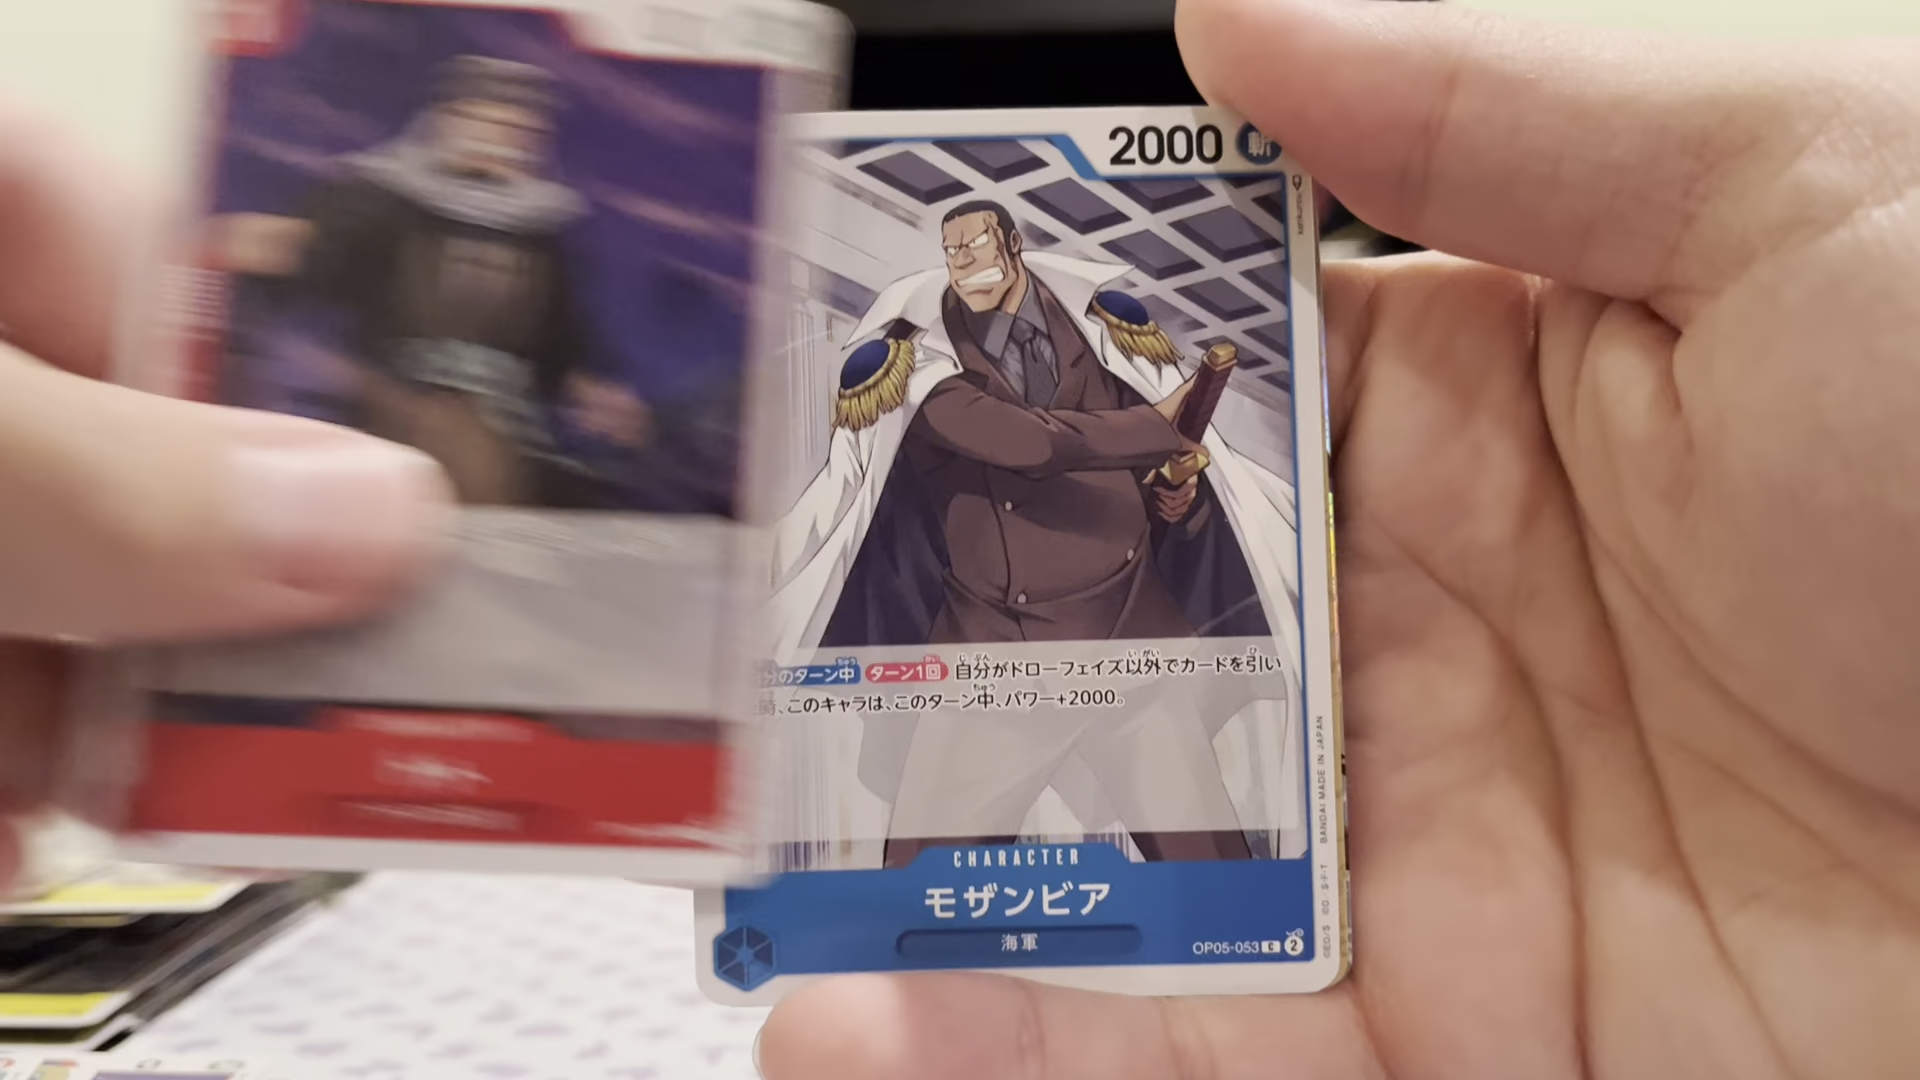 2000 斬
分のターン中 ターン1回 自分がドローフェイズ以外でカードを引い
時、このキャラは、このターン中、パワー+2000。
CHARACTER
モザンビア
海軍
OP05-053 C 2
BANDAI MADE IN JAPAN